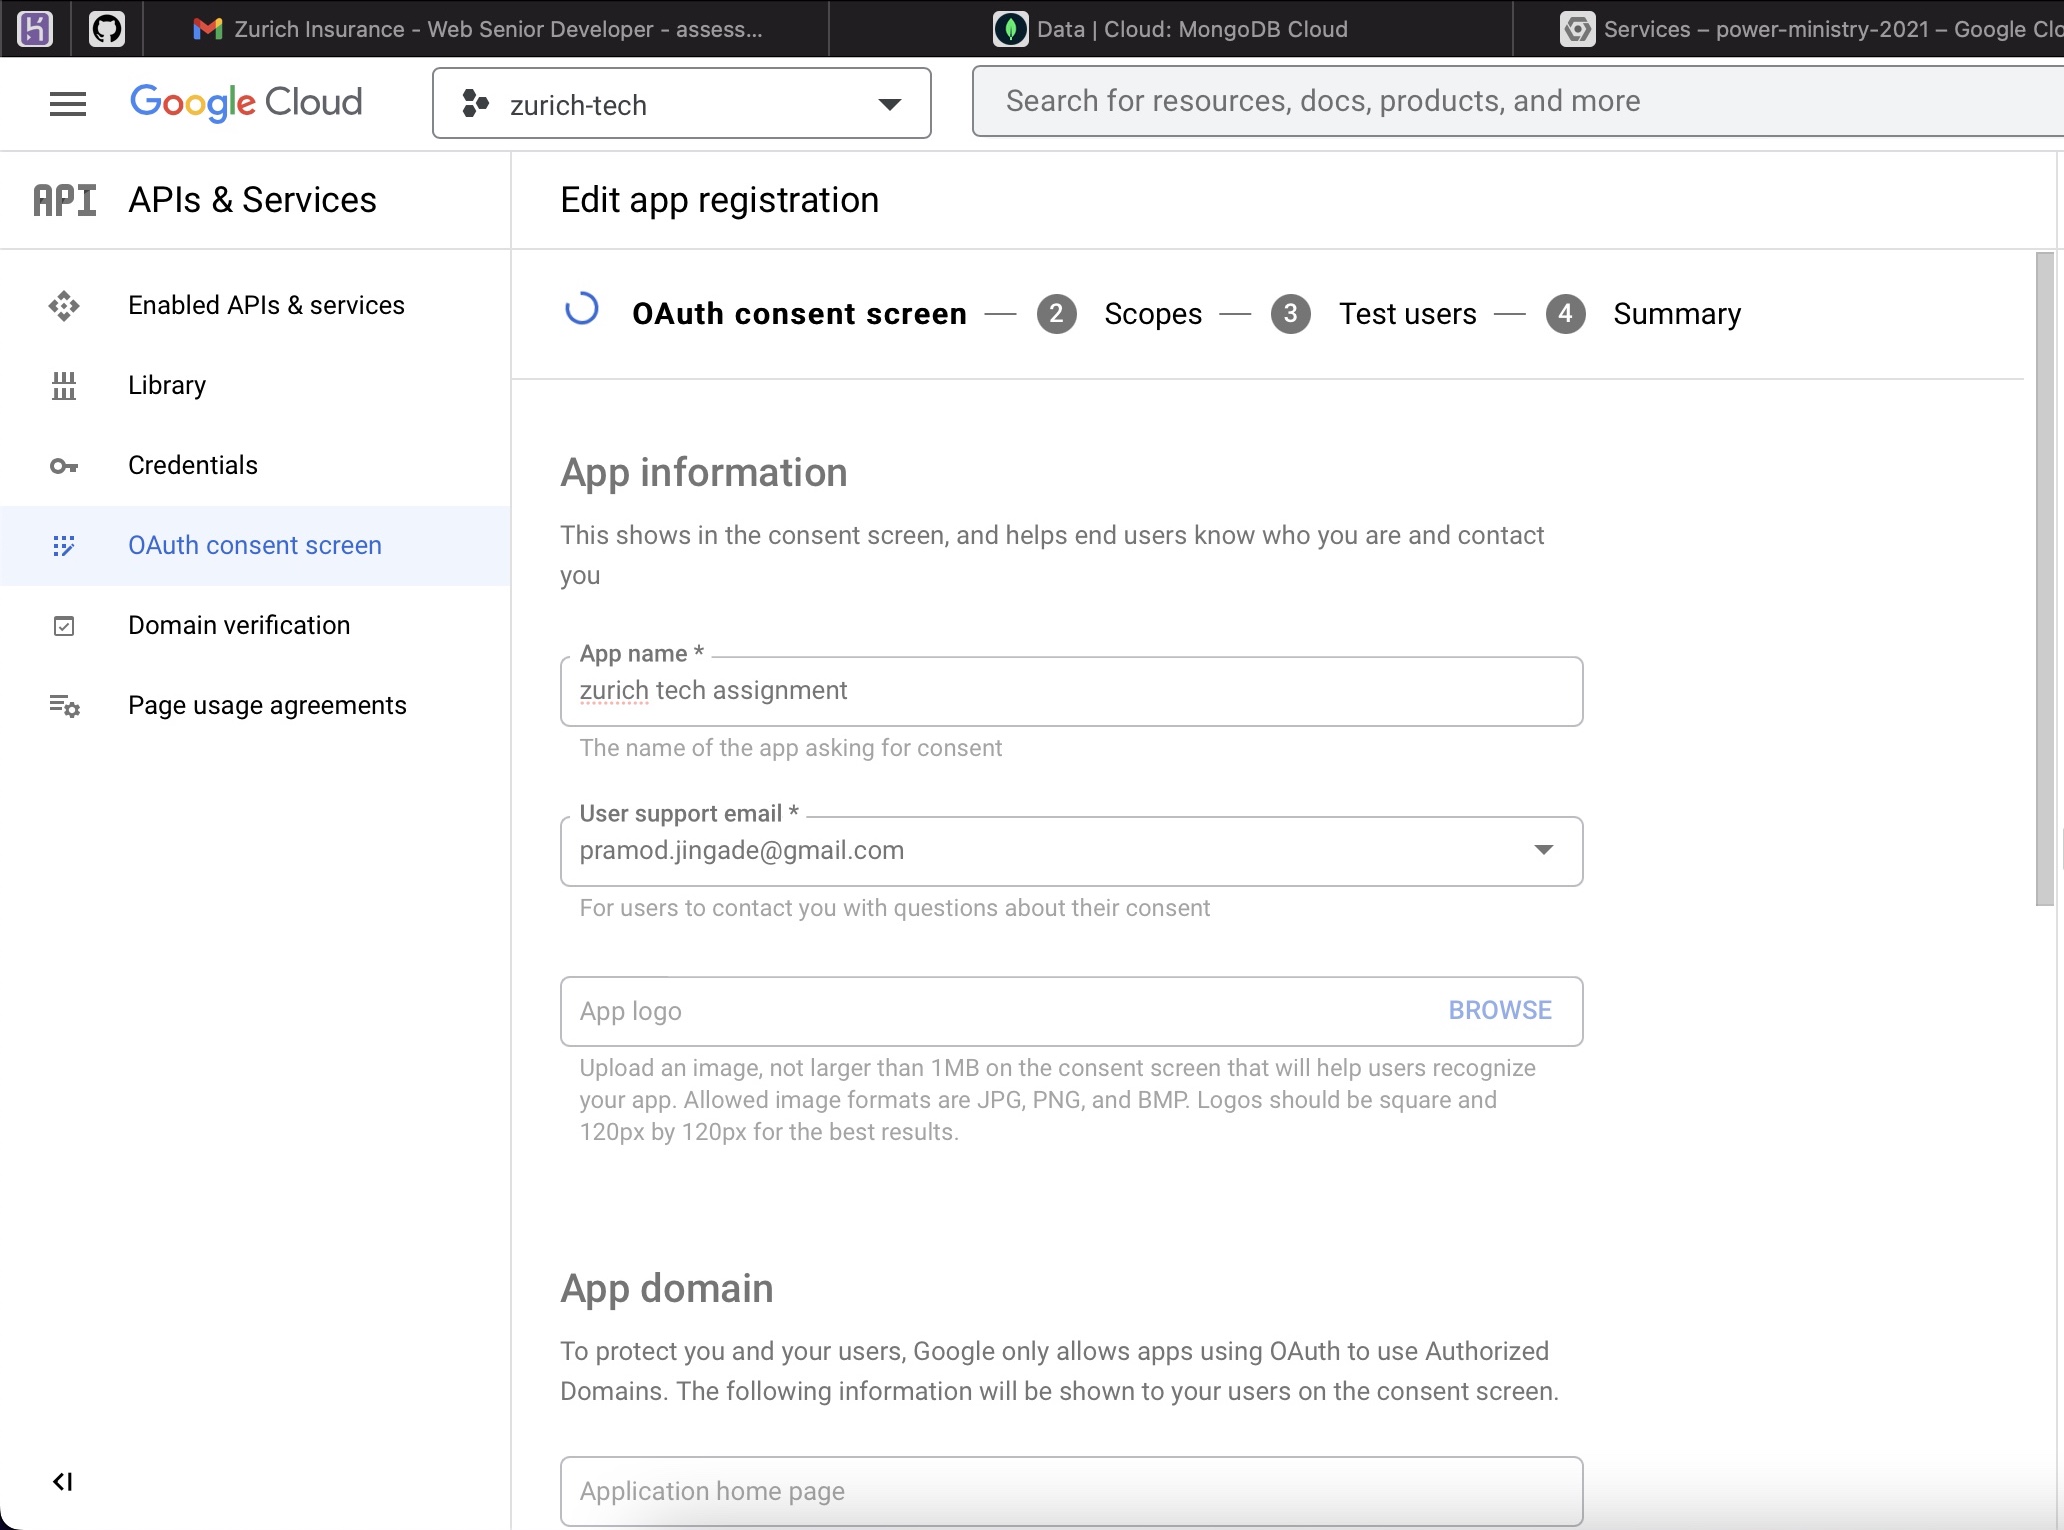 Zurich Insurance - Web Senior Developer - assess...
Data | Cloud: MongoDB Cloud
Services – power-ministry-2021 – Google Clo
Google Cloud
zurich-tech
Search for resources, docs, products, and more
API APIs & Services
Enabled APIs & services
Library
Credentials
OAuth consent screen
Domain verification
Page usage agreements
Edit app registration
OAuth consent screen — 2 Scopes — 3 Test users — 4 Summary
App information
This shows in the consent screen, and helps end users know who you are and contact
you
App name *
zurich tech assignment
The name of the app asking for consent
User support email *
pramod.jingade@gmail.com
For users to contact you with questions about their consent
App logo BROWSE
Upload an image, not larger than 1MB on the consent screen that will help users recognize
your app. Allowed image formats are JPG, PNG, and BMP. Logos should be square and
120px by 120px for the best results.
App domain
To protect you and your users, Google only allows apps using OAuth to use Authorized
Domains. The following information will be shown to your users on the consent screen.
Application home page